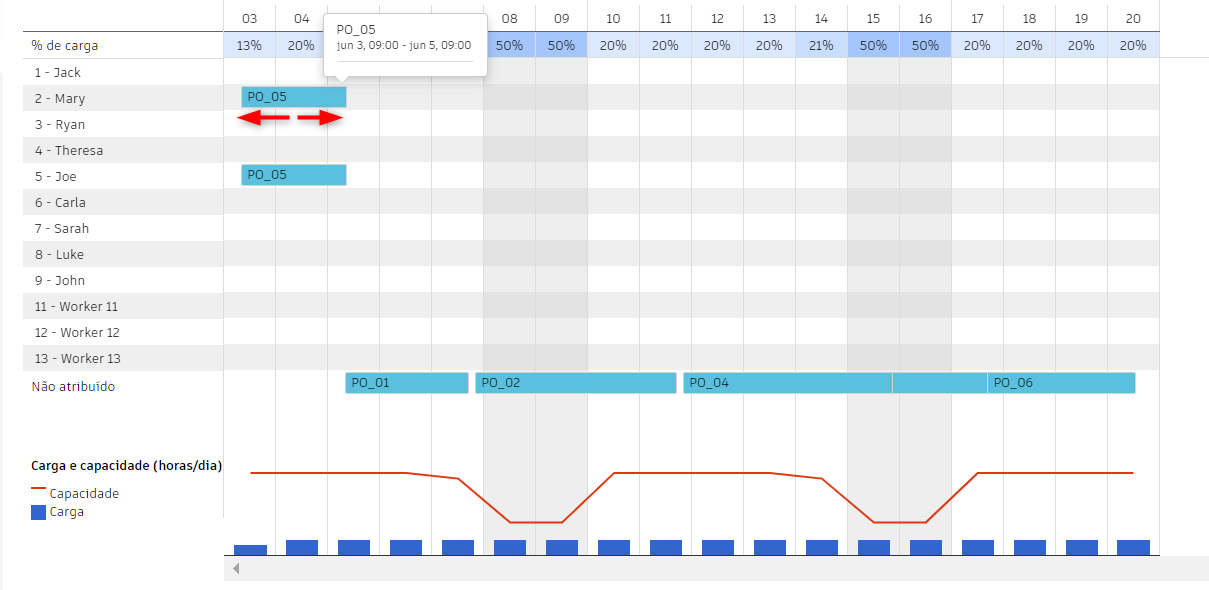 03 04 08 09 10 11 12 13 14 15 16 17 18 19 20
PO_05
jun 3, 09:00 - jun 5, 09:00
% de carga 13% 20% 50% 50% 20% 20% 20% 20% 21% 50% 50% 20% 20% 20% 20%
1 - Jack
2 - Mary PO_05
3 - Ryan
4 - Theresa
5 - Joe PO_05
6 - Carla
7 - Sarah
8 - Luke
9 - John
11 - Worker 11
12 - Worker 12
13 - Worker 13
Não atribuído PO_01 PO_02 PO_04 PO_06
Carga e capacidade (horas/dia)
Capacidade
Carga